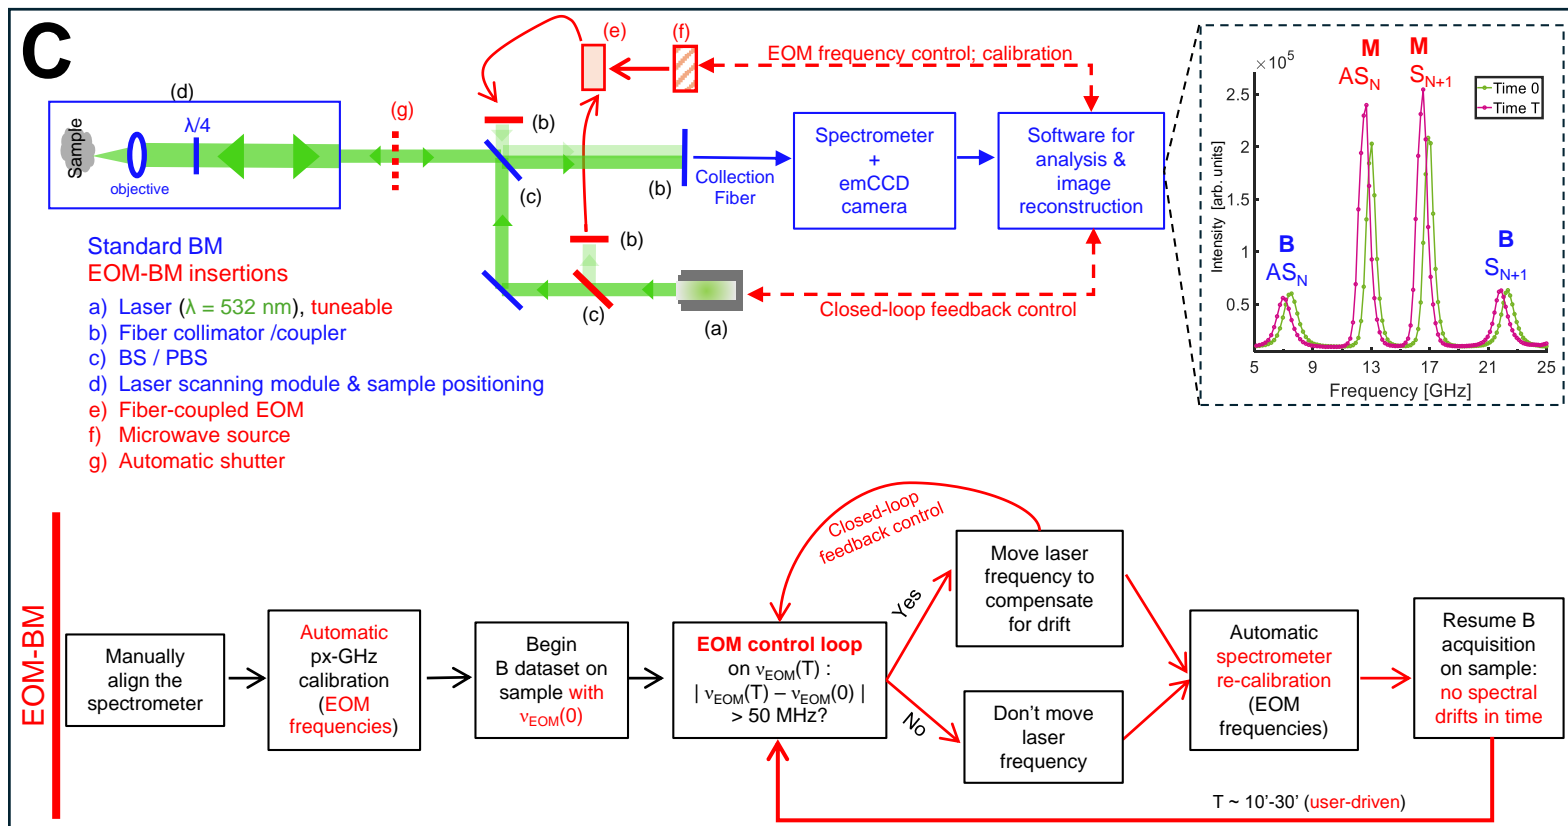 C
(d)
Sample
λ/4
objective
(g)
(b)
(c)
(e)
(f)
EOM frequency control; calibration
(b)
Collection
Fiber
Spectrometer
+
emCCD
camera
Software for
analysis &
image
reconstruction
(b)
(c)
(a)
Closed-loop feedback control
Standard BM
EOM-BM insertions
a) Laser (λ = 532 nm), tuneable
b) Fiber collimator /coupler
c) BS / PBS
d) Laser scanning module & sample positioning
e) Fiber-coupled EOM
f) Microwave source
g) Automatic shutter
× 10⁵
M
AS_N
M
S_{N+1}
Time 0
Time T
B
AS_N
B
S_{N+1}
Intensity [arb. units]
2.5
2
1.5
1
0.5
5 9 13 17 21 25
Frequency [GHz]
EOM-BM
Manually
align the
spectrometer
Automatic
px-GHz
calibration
(EOM
frequencies)
Begin
B dataset on
sample with
ν_EOM(0)
EOM control loop
on ν_EOM(T) :
| ν_EOM(T) – ν_EOM(0) |
> 50 MHz?
Closed-loop
feedback control
Yes
No
Move laser
frequency to
compensate
for drift
Don't move
laser
frequency
Automatic
spectrometer
re-calibration
(EOM
frequencies)
Resume B
acquisition
on sample:
no spectral
drifts in time
T ~ 10'-30' (user-driven)